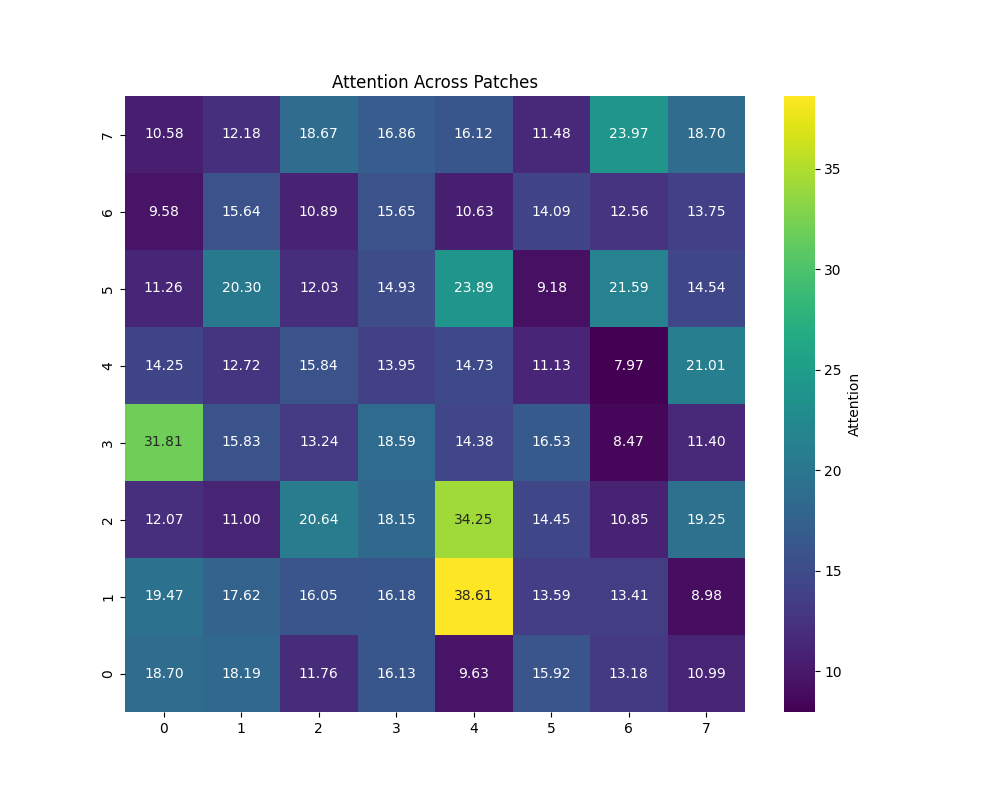 Attention Across Patches
7 10.58 12.18 18.67 16.86 16.12 11.48 23.97 18.70
6 9.58 15.64 10.89 15.65 10.63 14.09 12.56 13.75
5 11.26 20.30 12.03 14.93 23.89 9.18 21.59 14.54
4 14.25 12.72 15.84 13.95 14.73 11.13 7.97 21.01
3 31.81 15.83 13.24 18.59 14.38 16.53 8.47 11.40
2 12.07 11.00 20.64 18.15 34.25 14.45 10.85 19.25
1 19.47 17.62 16.05 16.18 38.61 13.59 13.41 8.98
0 18.70 18.19 11.76 16.13 9.63 15.92 13.18 10.99
0 1 2 3 4 5 6 7
35
30
25
20
15
10
Attention